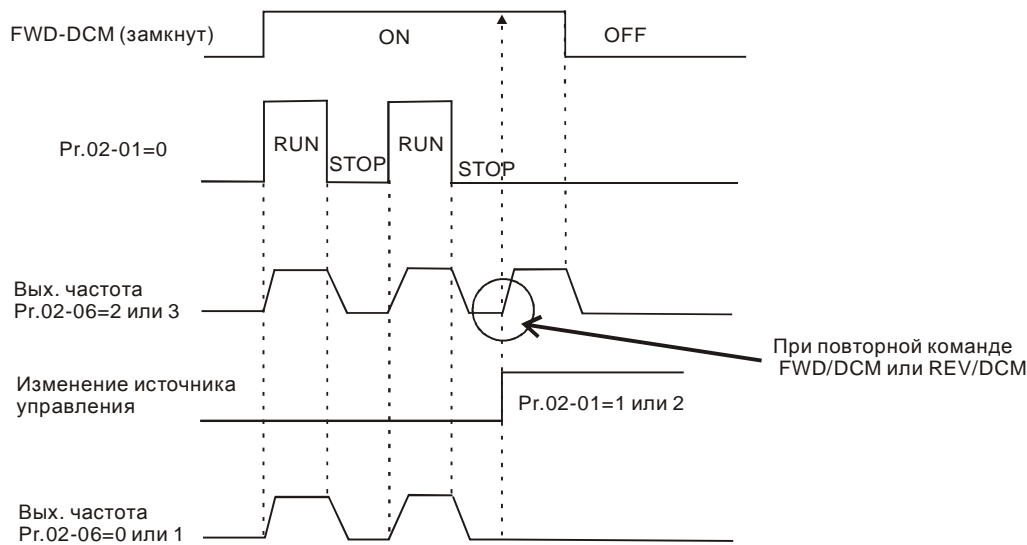 FWD-DCM (замкнут)
ON
OFF
Pr.02-01=0
RUN
STOP
RUN
STOP
Вых. частота
Pr.02-06=2 или 3
При повторной команде
FWD/DCM или REV/DCM
Изменение источника
управления
Pr.02-01=1 или 2
Вых. частота
Pr.02-06=0 или 1